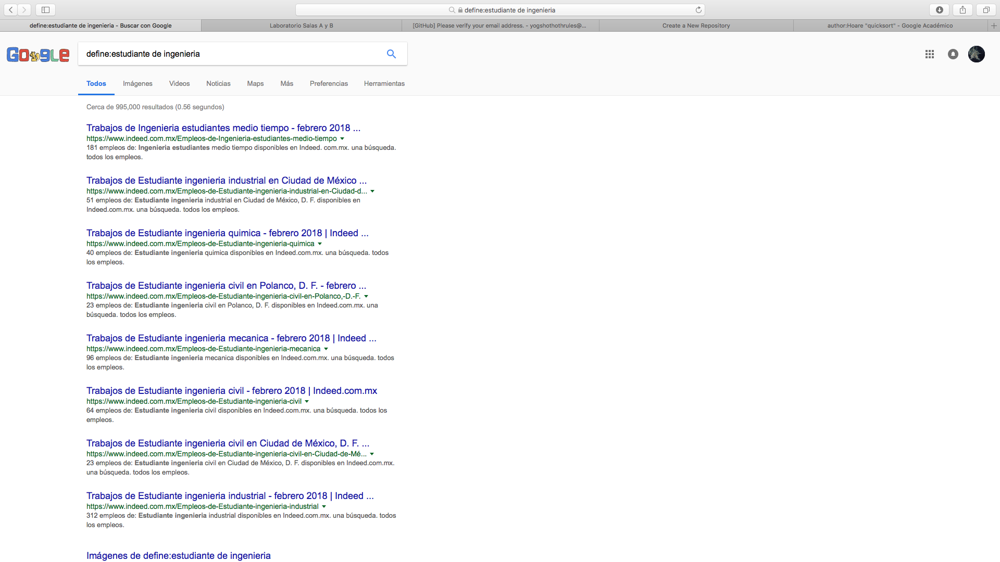 define:estudiante de ingenieria
define:estudiante de ingenieria - Buscar con Google
Laboratorio Salas A y B
[GitHub] Please verify your email address. - yogshothothrules@...
Create a New Repository
author:Hoare "quicksort" - Google Académico
Google
define:estudiante de ingenieria
Todos
Imágenes
Videos
Noticias
Maps
Más
Preferencias
Herramientas
Cerca de 995,000 resultados (0.56 segundos)
Trabajos de Ingenieria estudiantes medio tiempo - febrero 2018 ...
https://www.indeed.com.mx/Empleos-de-Ingenieria-estudiantes-medio-tiempo
181 empleos de: Ingenieria estudiantes medio tiempo disponibles en Indeed. com.mx. una búsqueda.
todos los empleos.
Trabajos de Estudiante ingenieria industrial en Ciudad de México ...
https://www.indeed.com.mx/Empleos-de-Estudiante-ingenieria-industrial-en-Ciudad-d...
51 empleos de: Estudiante ingenieria industrial en Ciudad de México, D. F. disponibles en
Indeed.com.mx. una búsqueda. todos los empleos.
Trabajos de Estudiante ingenieria quimica - febrero 2018 | Indeed ...
https://www.indeed.com.mx/Empleos-de-Estudiante-ingenieria-quimica
40 empleos de: Estudiante ingenieria quimica disponibles en Indeed.com.mx. una búsqueda. todos
los empleos.
Trabajos de Estudiante ingenieria civil en Polanco, D. F. - febrero ...
https://www.indeed.com.mx/Empleos-de-Estudiante-ingenieria-civil-en-Polanco,-D.-F.
23 empleos de: Estudiante ingenieria civil en Polanco, D. F. disponibles en Indeed.com.mx. una
búsqueda. todos los empleos.
Trabajos de Estudiante ingenieria mecanica - febrero 2018 | Indeed ...
https://www.indeed.com.mx/Empleos-de-Estudiante-ingenieria-mecanica
96 empleos de: Estudiante ingenieria mecanica disponibles en Indeed.com.mx. una búsqueda. todos
los empleos.
Trabajos de Estudiante ingenieria civil - febrero 2018 | Indeed.com.mx
https://www.indeed.com.mx/Empleos-de-Estudiante-ingenieria-civil
64 empleos de: Estudiante ingenieria civil disponibles en Indeed.com.mx. una búsqueda. todos los
empleos.
Trabajos de Estudiante ingenieria civil en Ciudad de México, D. F. ...
https://www.indeed.com.mx/Empleos-de-Estudiante-ingenieria-civil-en-Ciudad-de-Mé...
23 empleos de: Estudiante ingenieria civil en Ciudad de México, D. F. disponibles en Indeed.com.mx.
una búsqueda. todos los empleos.
Trabajos de Estudiante ingenieria industrial - febrero 2018 | Indeed ...
https://www.indeed.com.mx/Empleos-de-Estudiante-ingenieria-industrial
312 empleos de: Estudiante ingenieria industrial disponibles en Indeed.com.mx. una búsqueda. todos
los empleos.
Imágenes de define:estudiante de ingenieria